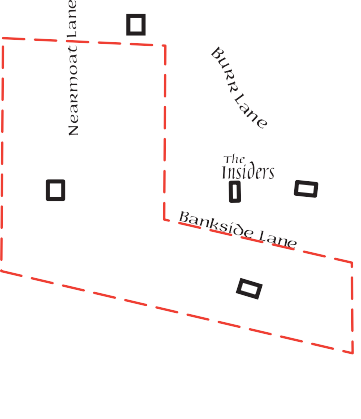 Nearmoat Lane
Burr Lane
The
Insiders
Bankside Lane